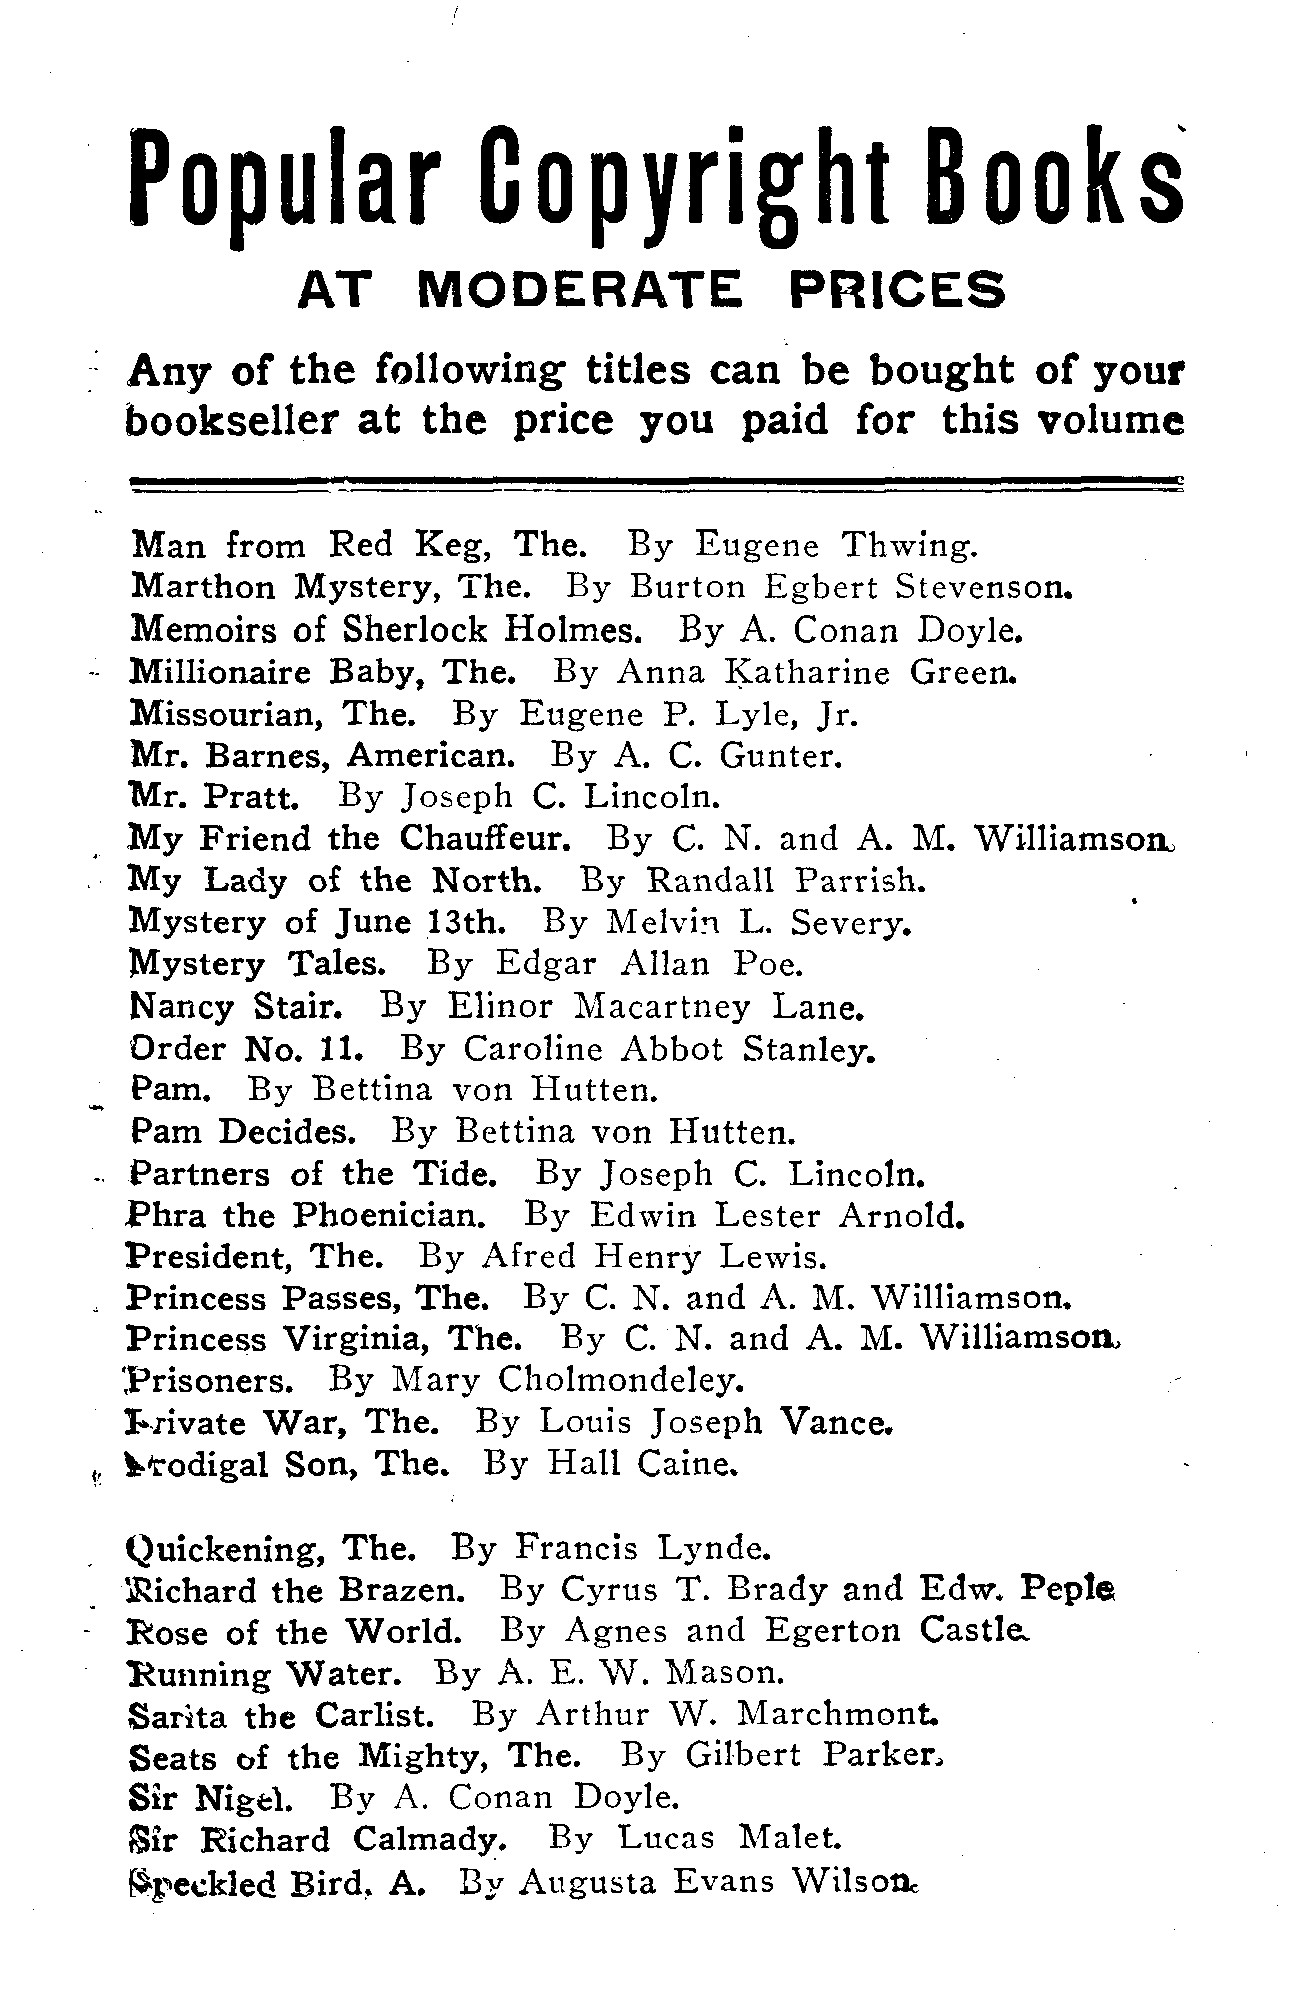 Popular Copyright Books
AT MODERATE PRICES
Any of the following titles can be bought of your
bookseller at the price you paid for this volume
Man from Red Keg, The. By Eugene Thwing.
Marthon Mystery, The. By Burton Egbert Stevenson.
Memoirs of Sherlock Holmes. By A. Conan Doyle.
Millionaire Baby, The. By Anna Katharine Green.
Missourian, The. By Eugene P. Lyle, Jr.
Mr. Barnes, American. By A. C. Gunter.
Mr. Pratt. By Joseph C. Lincoln.
My Friend the Chauffeur. By C. N. and A. M. Williamson.
My Lady of the North. By Randall Parrish.
Mystery of June 13th. By Melvin L. Severy.
Mystery Tales. By Edgar Allan Poe.
Nancy Stair. By Elinor Macartney Lane.
Order No. 11. By Caroline Abbot Stanley.
Pam. By Bettina von Hutten.
Pam Decides. By Bettina von Hutten.
Partners of the Tide. By Joseph C. Lincoln.
Phra the Phoenician. By Edwin Lester Arnold.
President, The. By Afred Henry Lewis.
Princess Passes, The. By C. N. and A. M. Williamson.
Princess Virginia, The. By C. N. and A. M. Williamson.
Prisoners. By Mary Cholmondeley.
Private War, The. By Louis Joseph Vance.
Prodigal Son, The. By Hall Caine.
Quickening, The. By Francis Lynde.
Richard the Brazen. By Cyrus T. Brady and Edw. Peple
Rose of the World. By Agnes and Egerton Castle.
Running Water. By A. E. W. Mason.
Sarita the Carlist. By Arthur W. Marchmont.
Seats of the Mighty, The. By Gilbert Parker.
Sir Nigel. By A. Conan Doyle.
Sir Richard Calmady. By Lucas Malet.
Speckled Bird, A. By Augusta Evans Wilson.